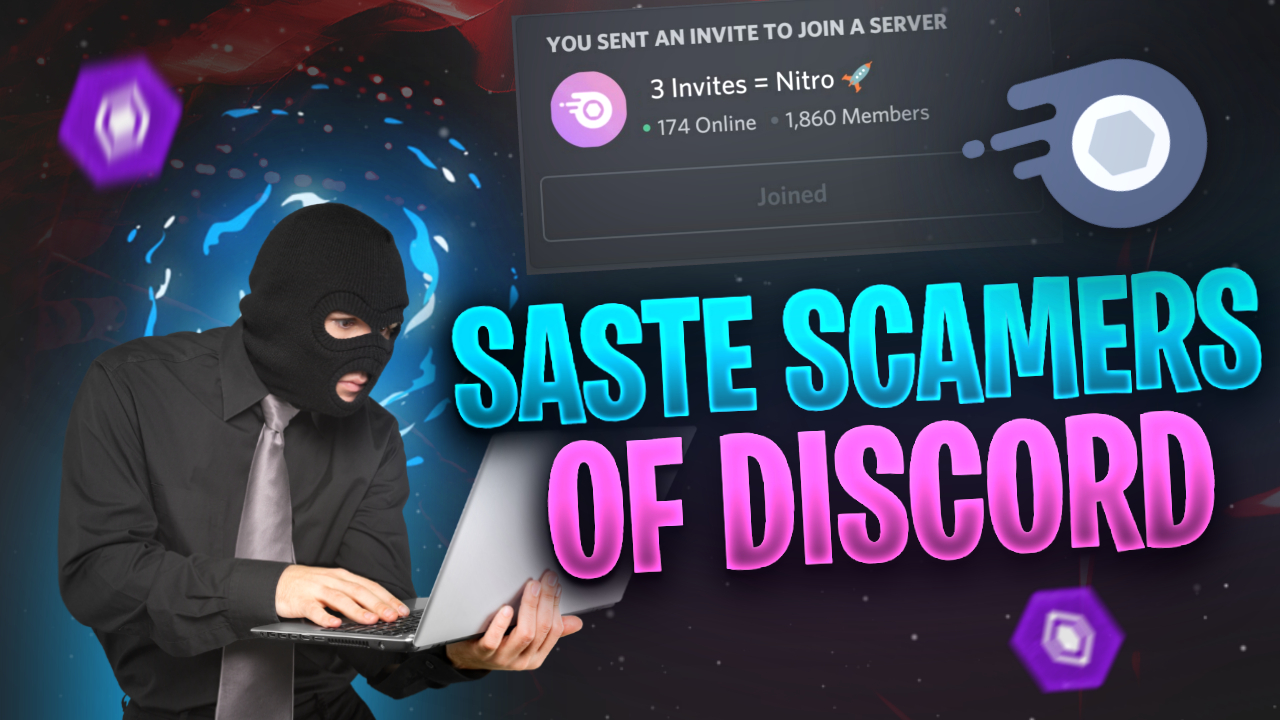 YOU SENT AN INVITE TO JOIN A SERVER
3 Invites = Nitro 🚀
174 Online 1,860 Members
Joined
SASTE SCAMERS
OF DISCORD